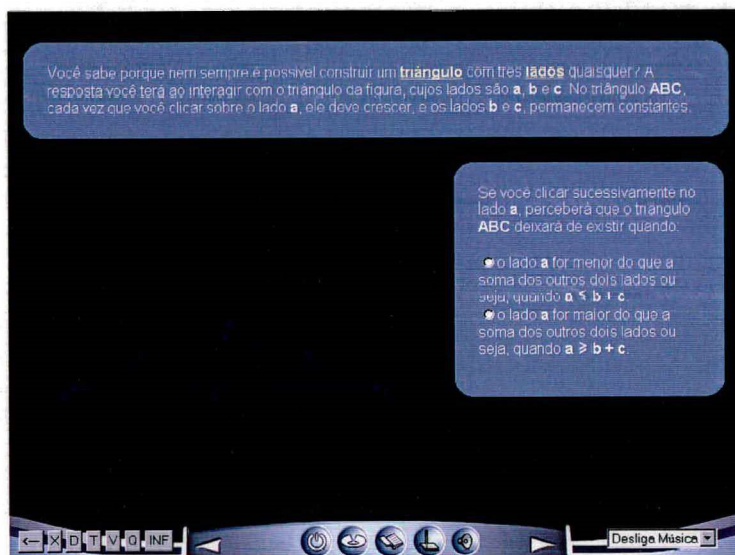 Você sabe porque nem sempre é possível construir um triângulo com três lados quaisquer? A
resposta você terá ao interagir com o triângulo da figura, cujos lados são a, b e c. No triângulo ABC,
cada vez que você clicar sobre o lado a, ele deve crescer, e os lados b e c, permanecem constantes.
Se você clicar sucessivamente no
lado a, perceberá que o triângulo
ABC deixará de existir quando:
o lado a for menor do que a
soma dos outros dois lados ou
seja, quando a ≤ b + c
o lado a for maior do que a
soma dos outros dois lados ou
seja, quando a ⩾ b + c.
← X D T V Q INF
Desliga Música